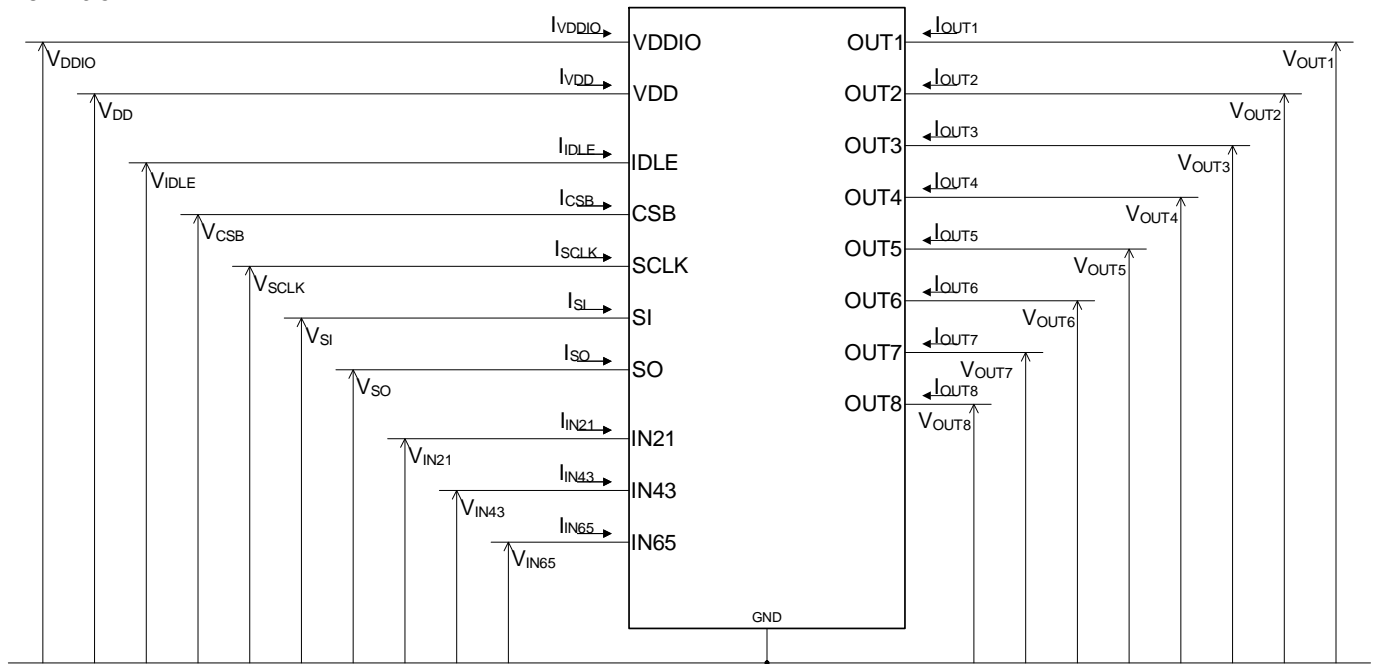 IVDDIO
VDDIO
VDDIO
IVDD
VDD
VDD
IIDLE
IDLE
VIDLE
ICSB
CSB
VCSB
ISCLK
SCLK
VSCLK
ISI
SI
VSI
ISO
SO
VSO
IIN21
IN21
VIN21
IIN43
IN43
VIN43
IIN65
IN65
VIN65
GND
IOUT1
OUT1
VOUT1
IOUT2
OUT2
VOUT2
IOUT3
OUT3
VOUT3
IOUT4
OUT4
VOUT4
IOUT5
OUT5
VOUT5
IOUT6
OUT6
VOUT6
IOUT7
OUT7
VOUT7
IOUT8
OUT8
VOUT8